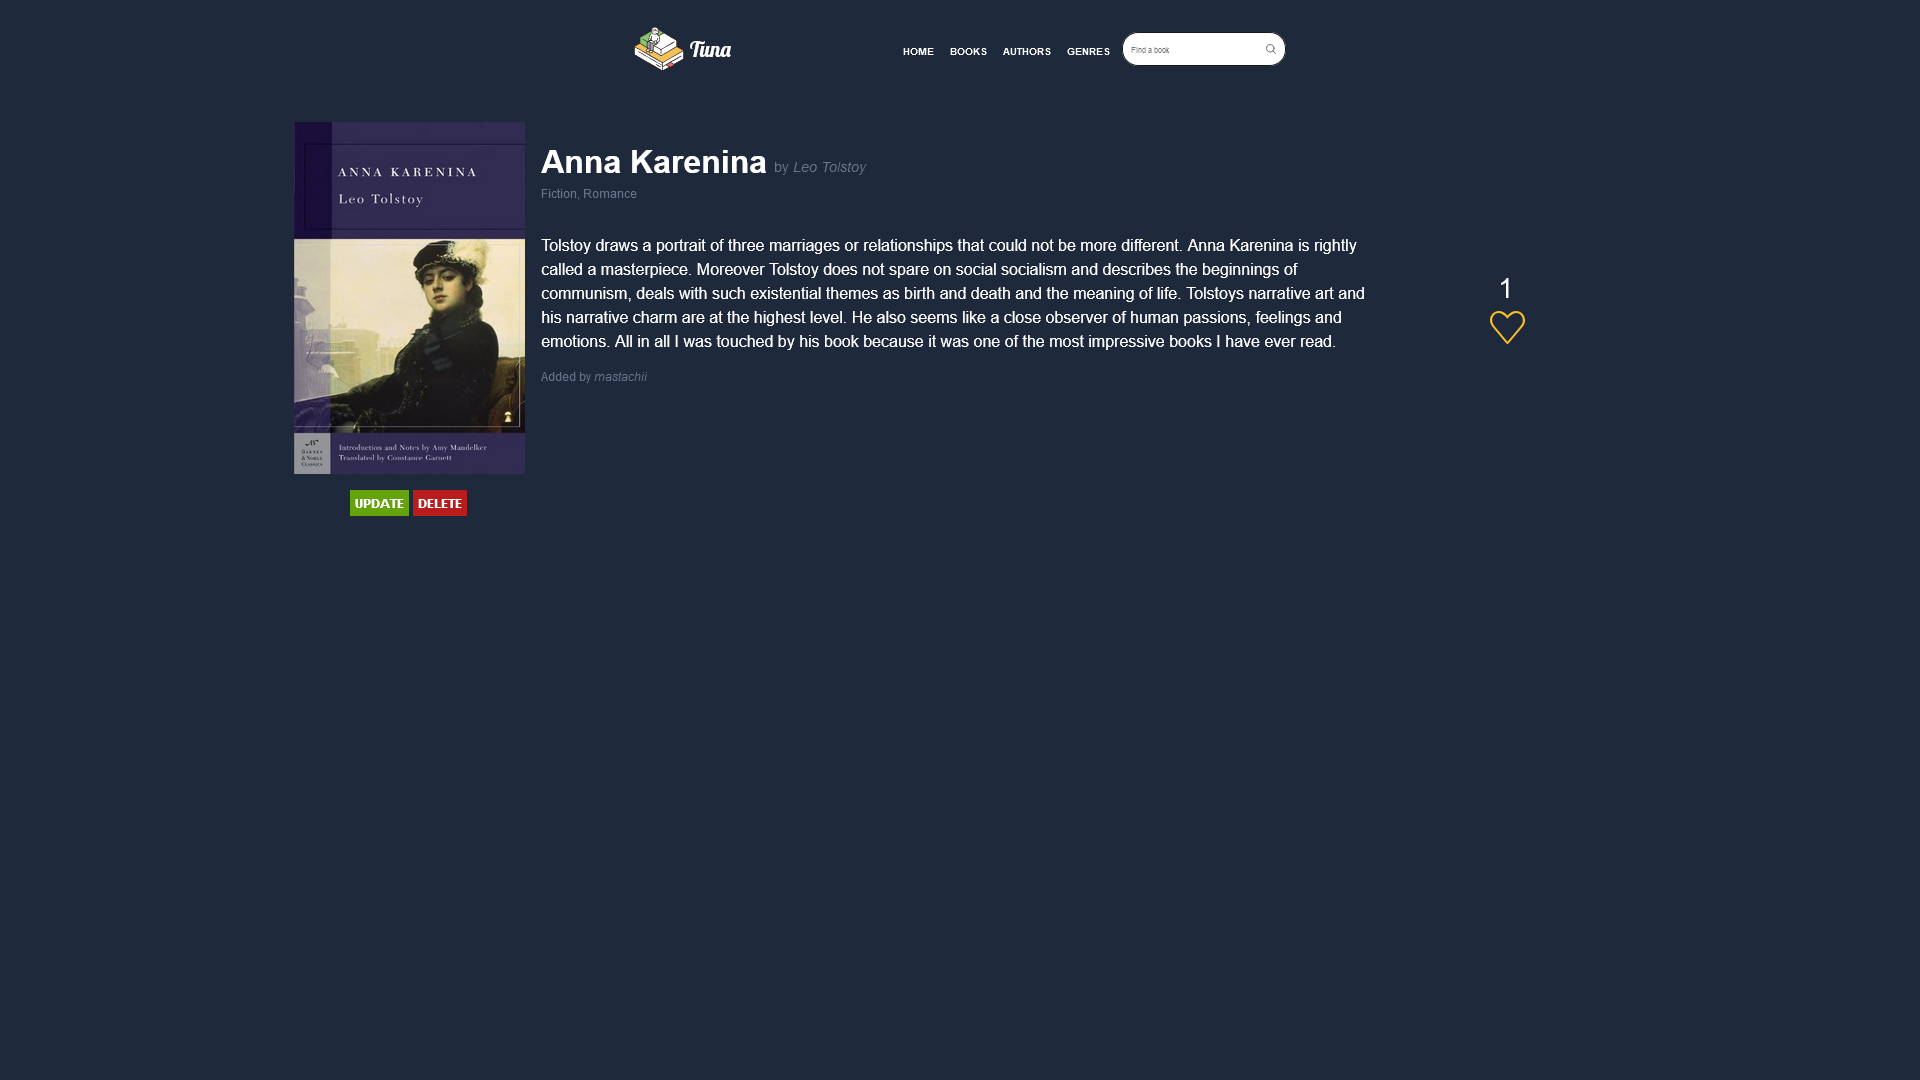 Tuna
HOME BOOKS AUTHORS GENRES
Find a book
ANNA KARENINA
Leo Tolstoy
BARNES
& NOBLE
CLASSICS
Introduction and Notes by Amy Mandelker
Translated by Constance Garnett
UPDATE DELETE
Anna Karenina by Leo Tolstoy
Fiction, Romance
Tolstoy draws a portrait of three marriages or relationships that could not be more different. Anna Karenina is rightly
called a masterpiece. Moreover Tolstoy does not spare on social socialism and describes the beginnings of
communism, deals with such existential themes as birth and death and the meaning of life. Tolstoys narrative art and
his narrative charm are at the highest level. He also seems like a close observer of human passions, feelings and
emotions. All in all I was touched by his book because it was one of the most impressive books I have ever read.
Added by mastachii
1